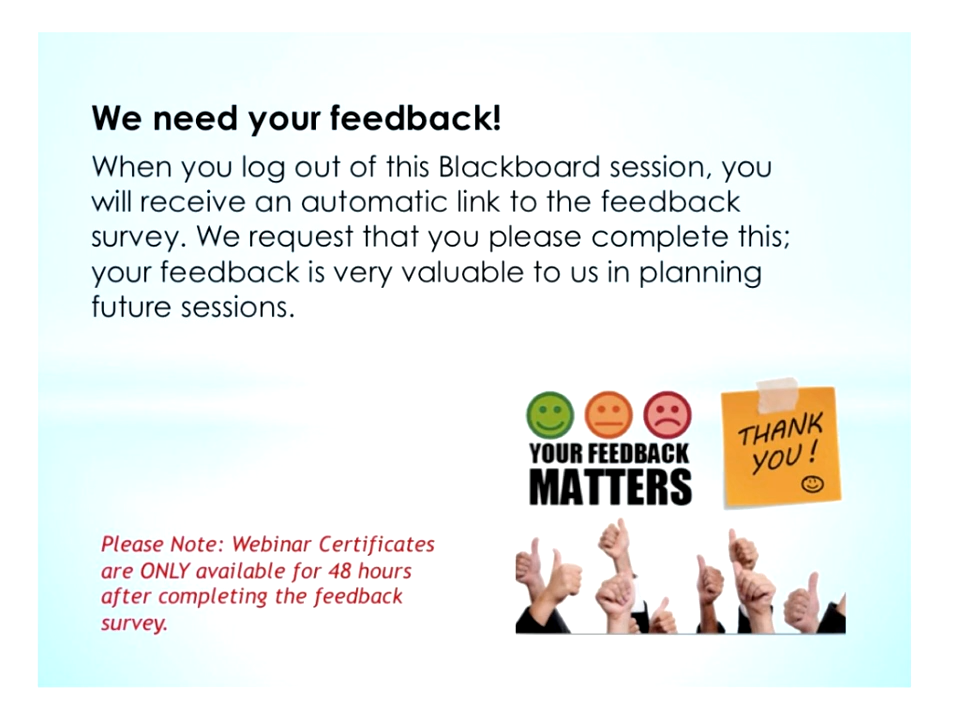 We need your feedback!
When you log out of this Blackboard session, you
will receive an automatic link to the feedback
survey. We request that you please complete this;
your feedback is very valuable to us in planning
future sessions.
YOUR FEEDBACK
MATTERS
THANK
YOU!
Please Note: Webinar Certificates
are ONLY available for 48 hours
after completing the feedback
survey.